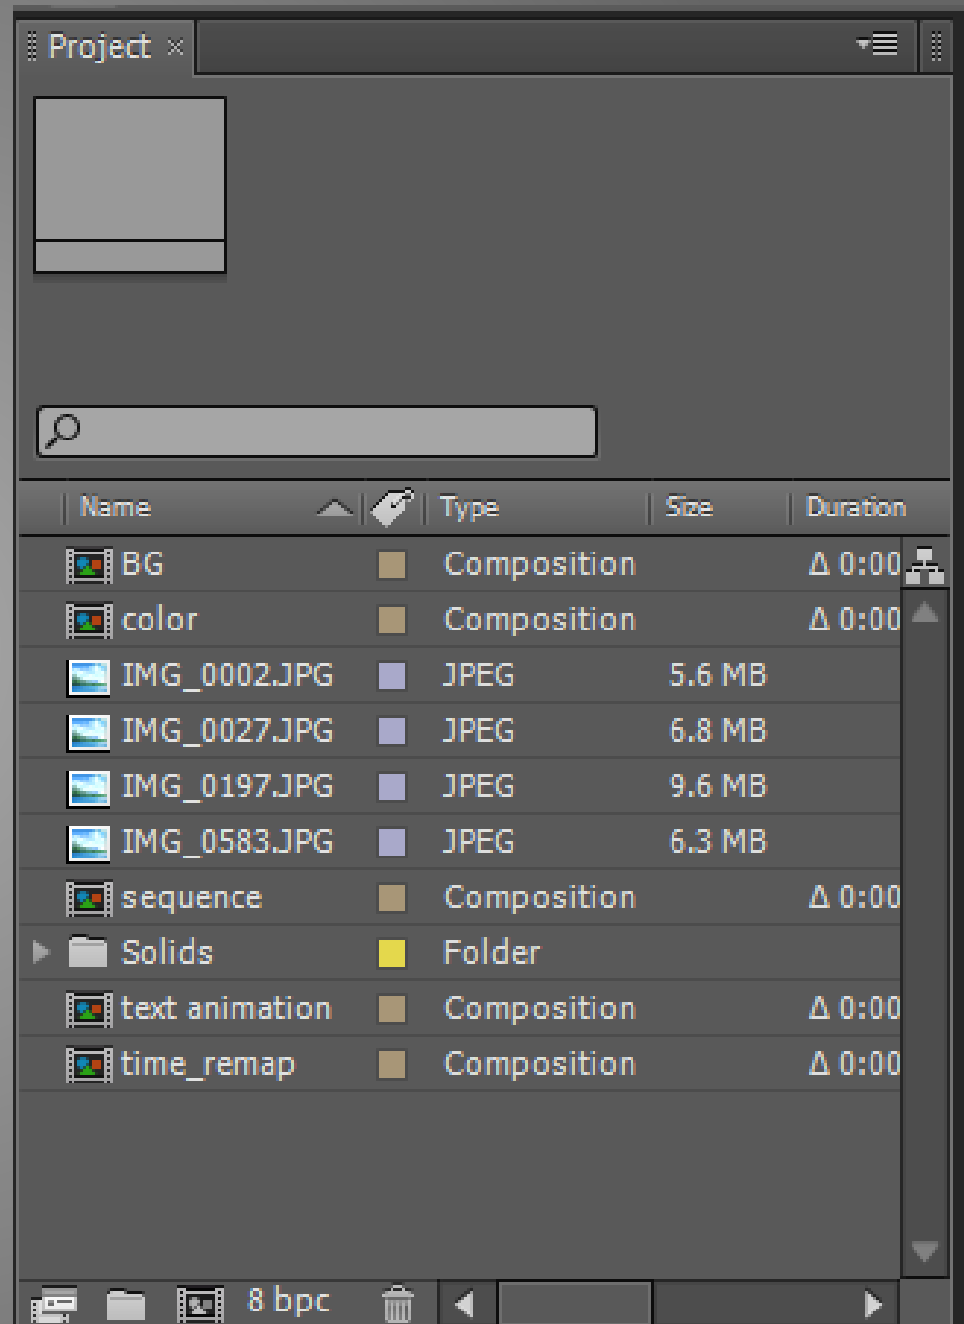 Project ×
Name Type Size Duration
BG Composition Δ 0:00
color Composition Δ 0:00
IMG_0002.JPG JPEG 5.6 MB
IMG_0027.JPG JPEG 6.8 MB
IMG_0197.JPG JPEG 9.6 MB
IMG_0583.JPG JPEG 6.3 MB
sequence Composition Δ 0:00
Solids Folder
text animation Composition Δ 0:00
time_remap Composition Δ 0:00
8 bpc